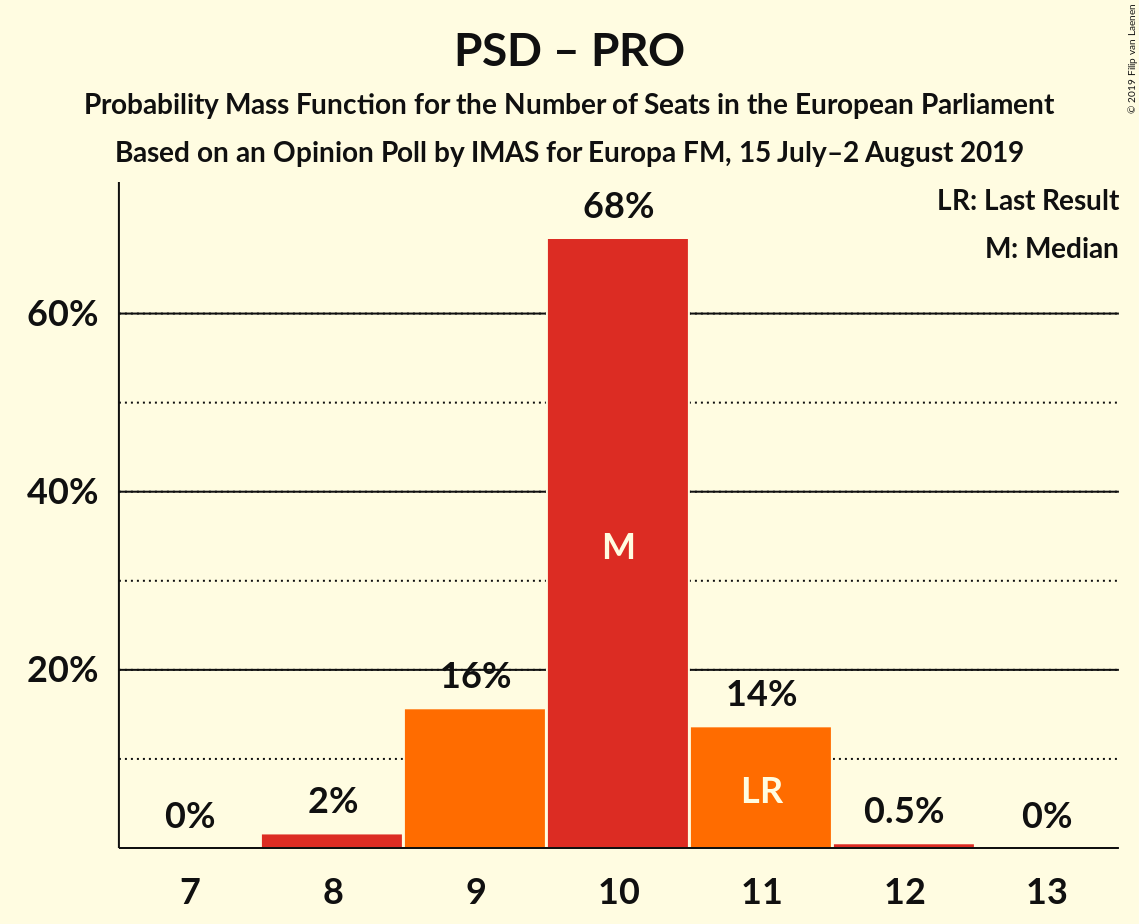 PSD – PRO
Probability Mass Function for the Number of Seats in the European Parliament
Based on an Opinion Poll by IMAS for Europa FM, 15 July–2 August 2019
© 2019 Filip van Laenen
LR: Last Result
M: Median
60%
40%
20%
0%
2%
16%
68%
M
14%
LR
0.5%
0%
7 8 9 10 11 12 13